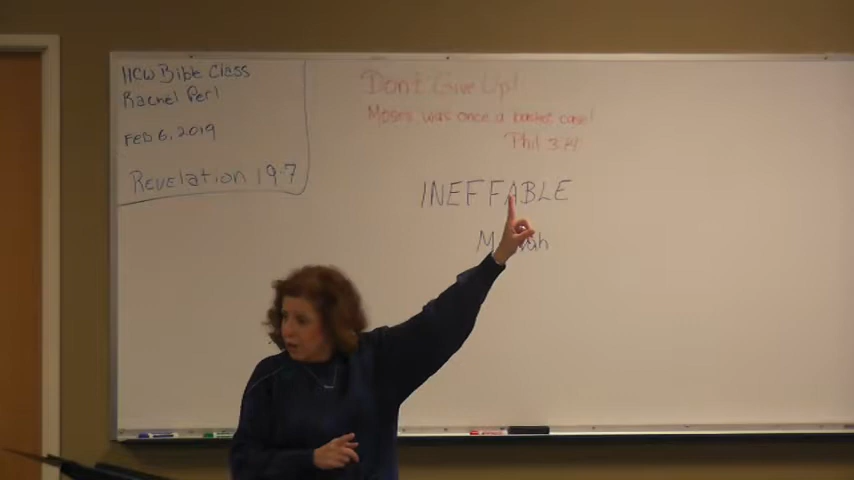 HCW Bible Class
Rachel Perl
Feb 6, 2019
Revelation 19-7
Don't Give Up!
Moses was once a basket case!
Phil 3:14
INEFFABLE